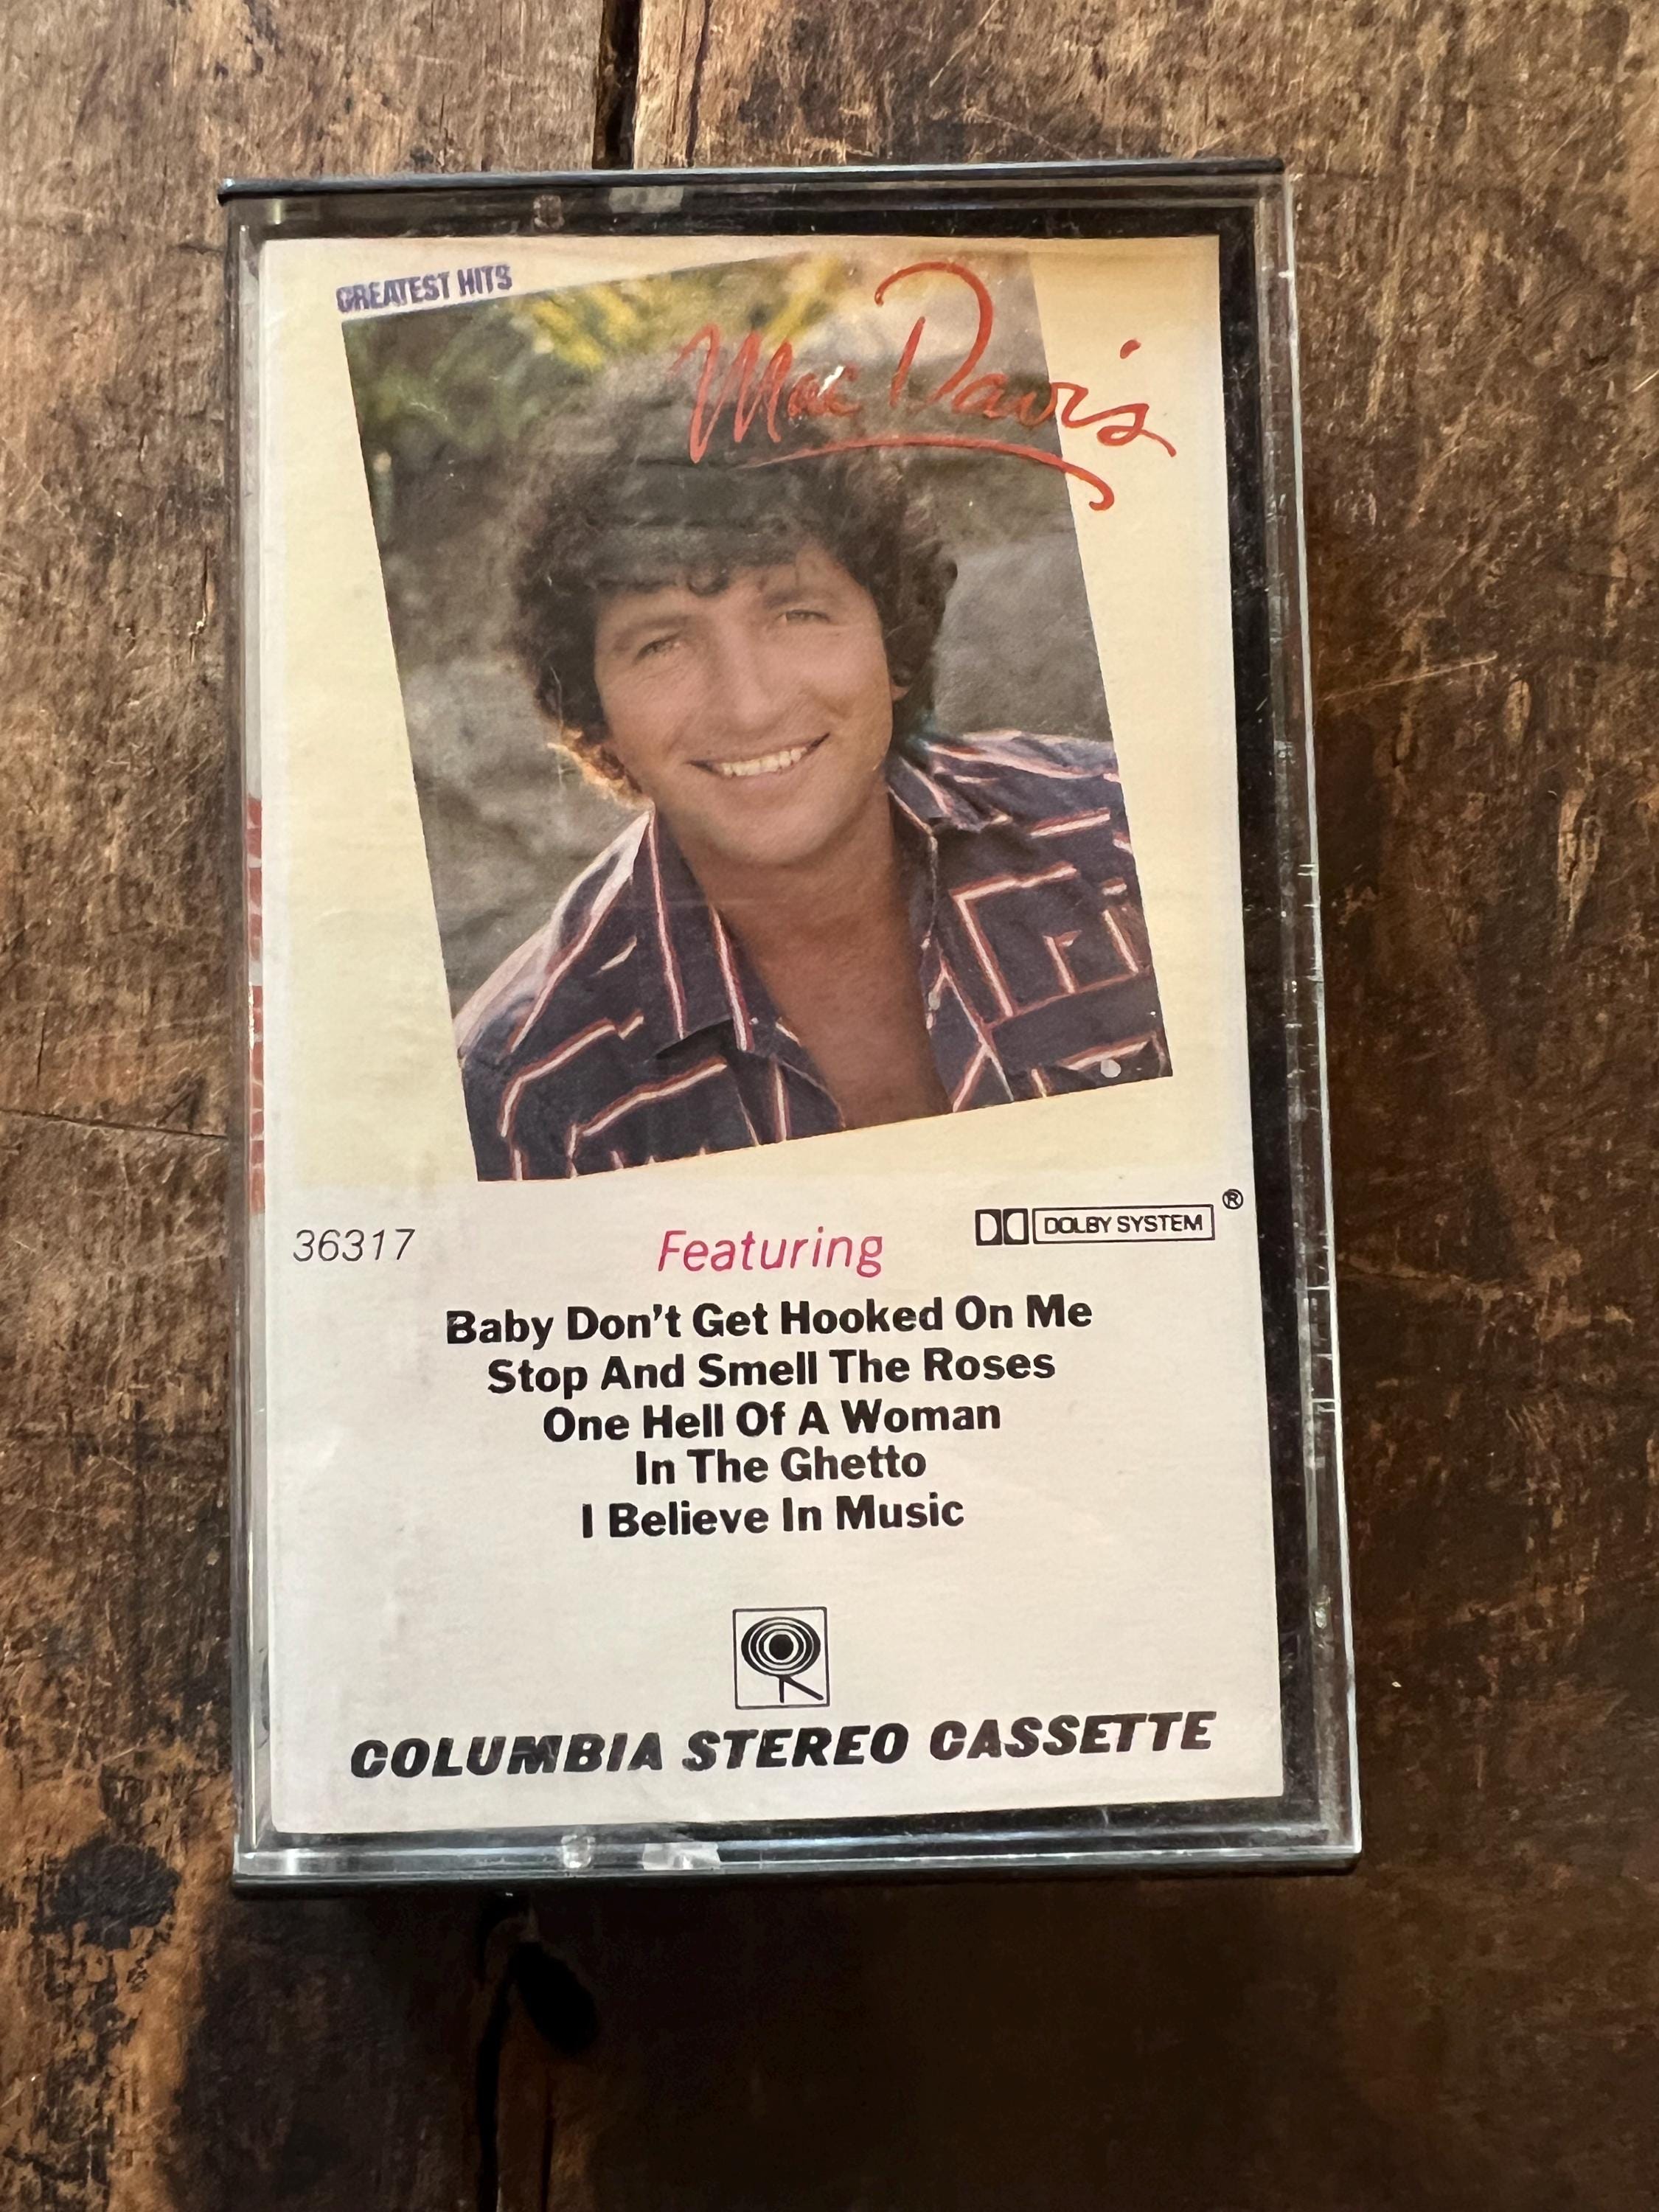 GREATEST HITS
Mac Davis
36317
Featuring
DOLBY SYSTEM ®
Baby Don't Get Hooked On Me
Stop And Smell The Roses
One Hell Of A Woman
In The Ghetto
I Believe In Music
COLUMBIA STEREO CASSETTE